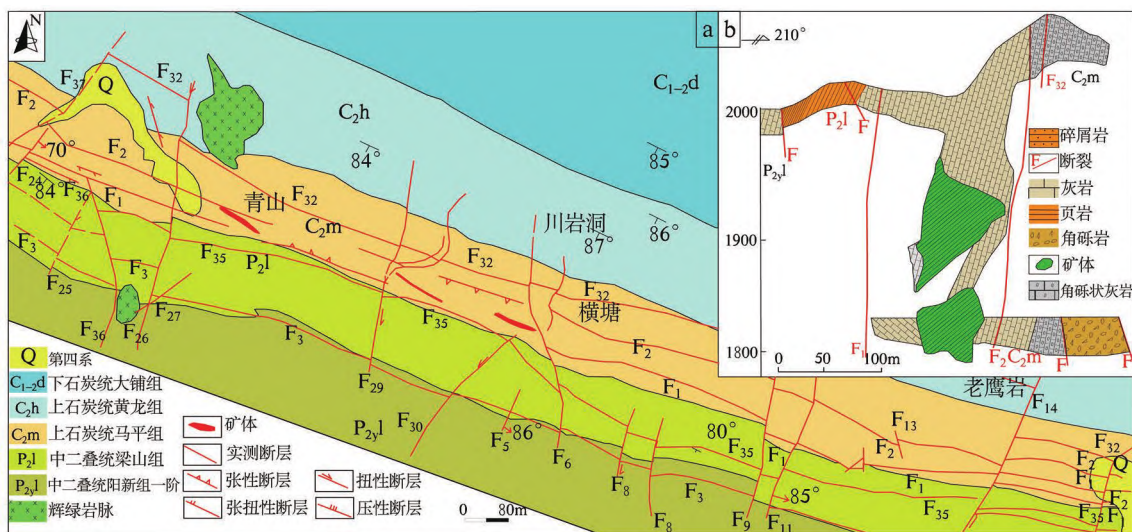 N
a
b
210°
F₃₇
F₃₂
F₂
Q
C₂h
C₁₋₂d
F₃₂
C₂m
2000
P₂l
F
F
P₂yl
碎屑岩
F 断裂
灰岩
页岩
角砾岩
矿体
角砾状灰岩
70°
F₂
84°
85°
F₂₄
84°
F₃₆
F₁
青山
F₃₂
C₂m
川岩洞
87°
86°
1900
F₃
F₃₅
P₂l
F₃₂
F₃₂
横塘
F₃
F₂₅
F₂₇
F₃₆
F₂₆
F₃
F₃₅
F₂
F₁
F₂
C₂m
F
F
1800
0
50
100m
F₁
老鹰岩
F₁₄
F₂₉
P₂yl
F₃₀
F₅
86°
F₆
80°
F₃₅
F₁
F₁₃
F₂
F₃₂
Q
F₁
F₁
F₈
F₃
85°
F₃₅
F₃₅
F₂
F
F₈
F₉
F₁₁
Q 第四系
C₁₋₂d 下石炭统大铺组
C₂h 上石炭统黄龙组
C₂m 上石炭统马平组
P₂l 中二叠统梁山组
P₂yl 中二叠统阳新组一阶
辉绿岩脉
矿体
实测断层
张性断层
扭性断层
张扭性断层
压性断层
0 80m